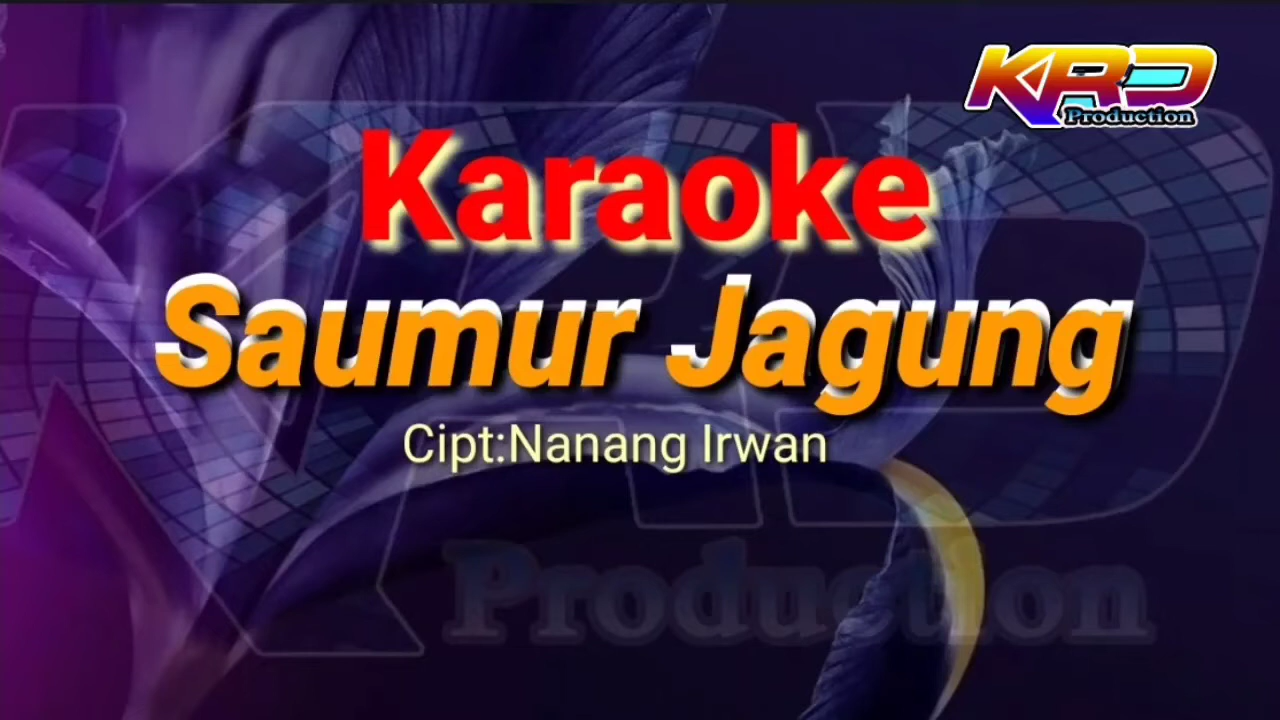 KRD
Production
Karaoke
Saumur Jagung
Cipt:Nanang Irwan
Production